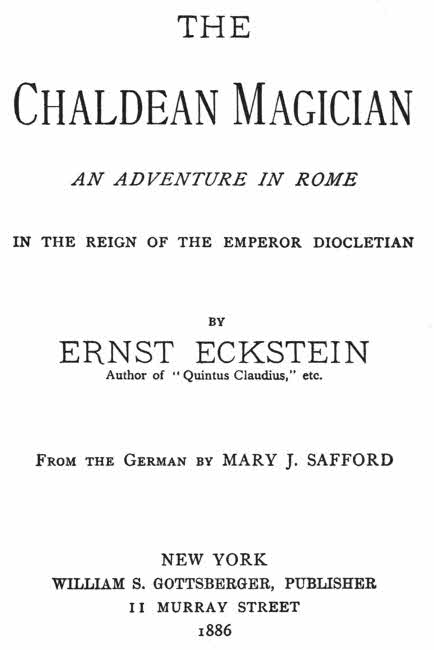 THE
CHALDEAN MAGICIAN
AN ADVENTURE IN ROME
IN THE REIGN OF THE EMPEROR DIOCLETIAN
BY
ERNST ECKSTEIN
Author of "Quintus Claudius," etc.
FROM THE GERMAN BY MARY J. SAFFORD
NEW YORK
WILLIAM S. GOTTSBERGER, PUBLISHER
11 MURRAY STREET
1886